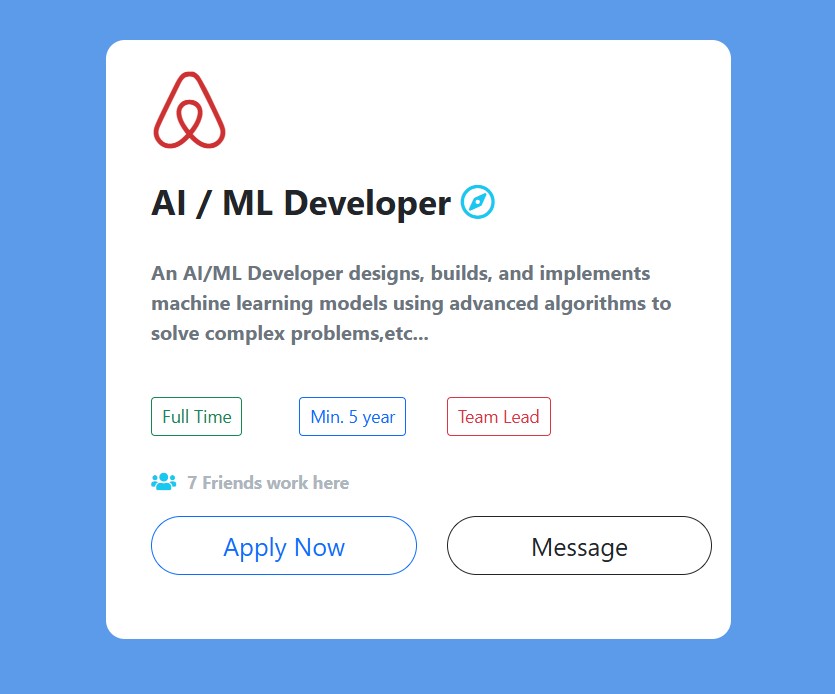 AI / ML Developer
An AI/ML Developer designs, builds, and implements
machine learning models using advanced algorithms to
solve complex problems,etc...
Full Time Min. 5 year Team Lead
7 Friends work here
Apply Now Message